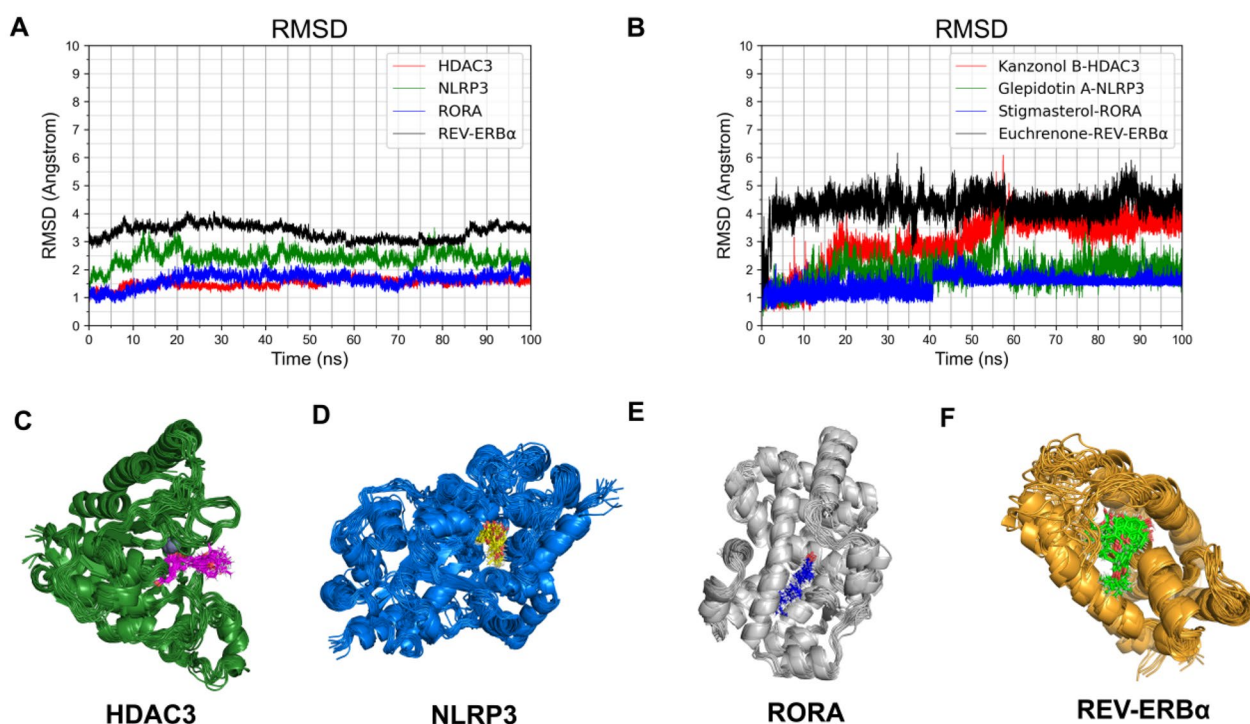 A
RMSD
RMSD (Angstrom)
10
9
8
7
6
5
4
3
2
1
0
HDAC3
NLRP3
RORA
REV-ERBα
0 10 20 30 40 50 60 70 80 90 100
Time (ns)
B
RMSD
RMSD (Angstrom)
10
9
8
7
6
5
4
3
2
1
0
Kanzonol B-HDAC3
Glepidotin A-NLRP3
Stigmasterol-RORA
Euchrenone-REV-ERBα
0 10 20 30 40 50 60 70 80 90 100
Time (ns)
C
HDAC3
D
NLRP3
E
RORA
F
REV-ERBα